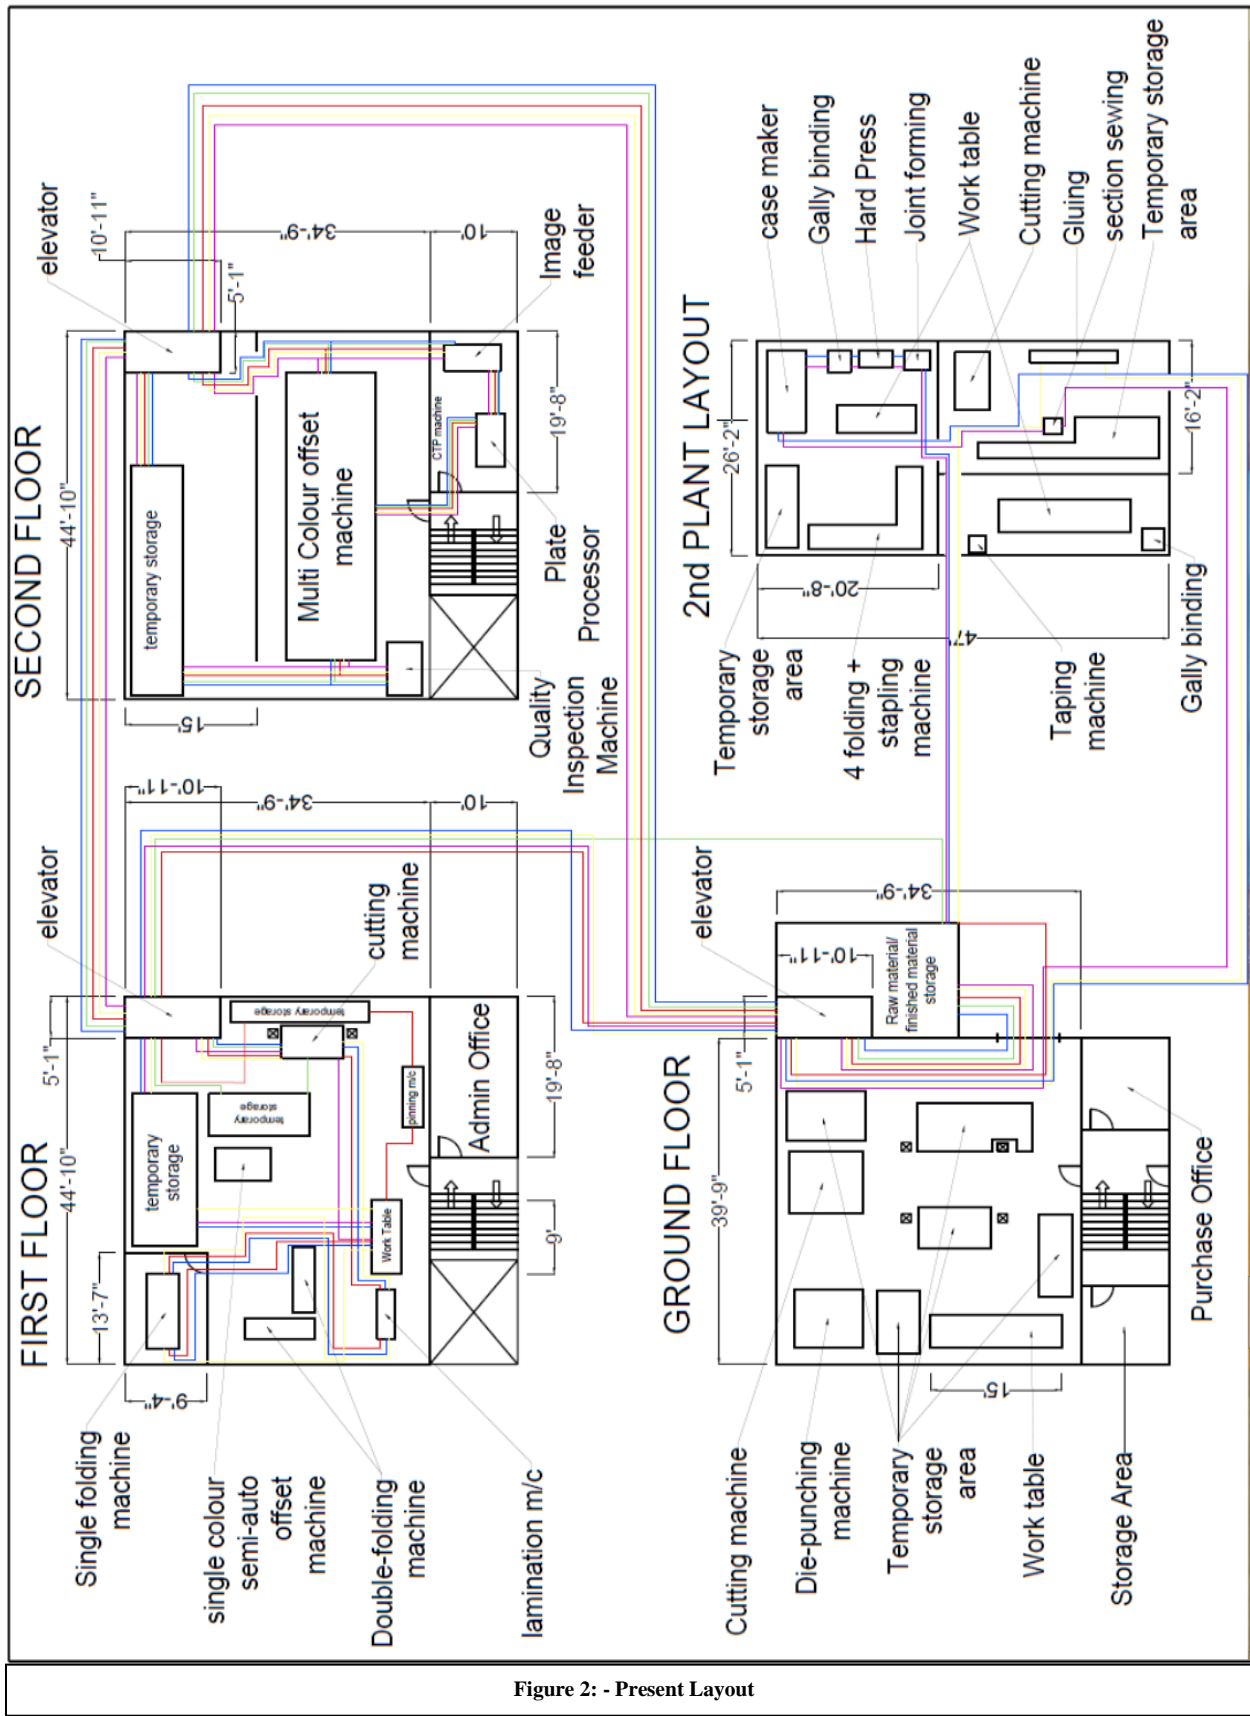 SECOND FLOOR
44'-10"
elevator
10'-11"
5'-1"
34'-9"
10'
15'
temporary storage
Multi Colour offset
machine
CTP machine
19'-8"
Image
feeder
Plate
Processor
Quality
Inspection
Machine
FIRST FLOOR
44'-10"
13'-7"
5'-1"
elevator
10'-11"
34'-9"
10'
9'-4"
temporary
storage
temporary storage
temporary
storage
cutting
machine
pinning m/c
Work Table
Admin Office
19'-8"
9'
Single folding
machine
single colour
semi-auto
offset
machine
Double-folding
machine
lamination m/c
2nd PLANT LAYOUT
26'-2"
20'-8"
47'
16'-2"
case maker
Gally binding
Hard Press
Joint forming
Work table
Cutting machine
Gluing
section sewing
Temporary storage
area
Temporary
storage
area
4 folding +
stapling
machine
Taping
machine
Gally binding
GROUND FLOOR
39'-9"
5'-1"
elevator
10'-11"
34'-9"
Raw material/
finished material
storage
15'
Purchase Office
Cutting machine
Die-punching
machine
Temporary
storage
area
Work table
Storage Area
Figure 2: - Present Layout